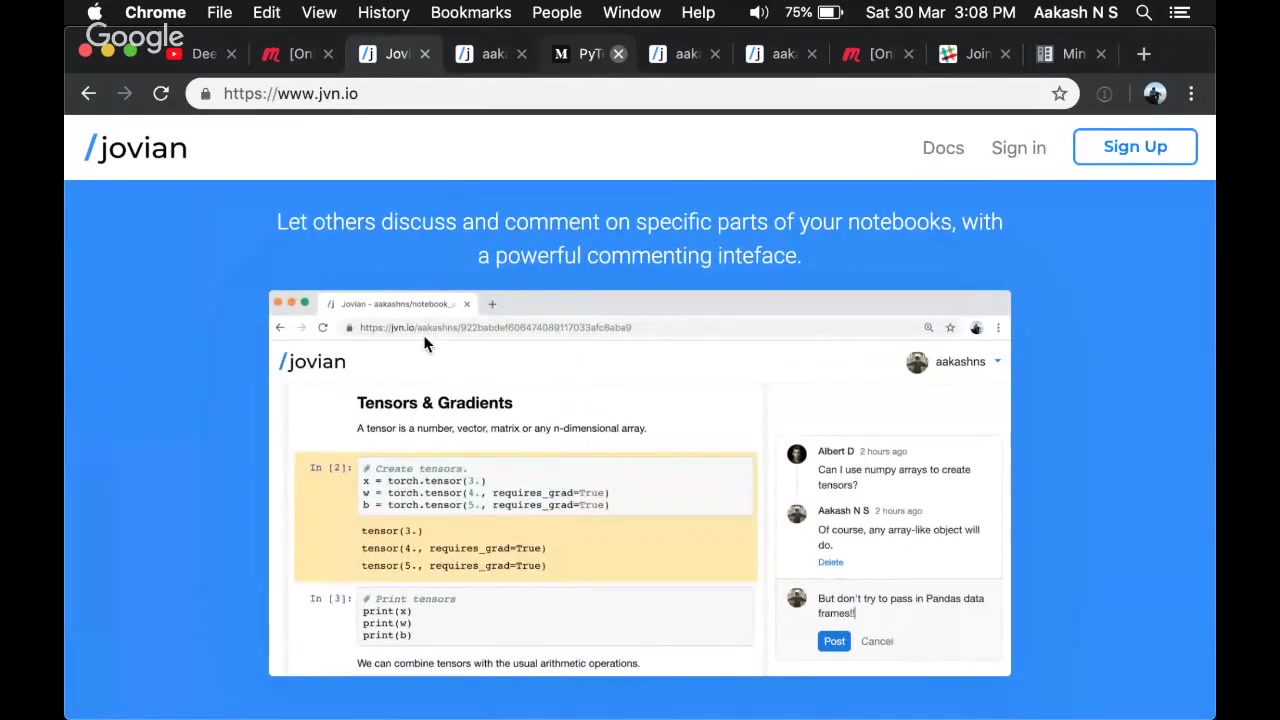 Chrome File Edit View History Bookmarks People Window Help 75% Sat 30 Mar 3:08 PM Aakash N S
Google
Dee [On Jovi aak M PyTo aak aak [On Join Min
https://www.jvn.io
/jovian Docs Sign in Sign Up
Let others discuss and comment on specific parts of your notebooks, with
a powerful commenting inteface.
/j Jovian - aakashns/notebook_
https://jvn.io/aakashns/922babdef606474089117033afc6aba9
/jovian aakashns
Tensors & Gradients
A tensor is a number, vector, matrix or any n-dimensional array.
In [2]: # Create tensors.
x = torch.tensor(3.)
w = torch.tensor(4., requires_grad=True)
b = torch.tensor(5., requires_grad=True)
tensor(3.)
tensor(4., requires_grad=True)
tensor(5., requires_grad=True)
In [3]: # Print tensors
print(x)
print(w)
print(b)
We can combine tensors with the usual arithmetic operations.
Albert D 2 hours ago
Can I use numpy arrays to create
tensors?
Aakash N S 2 hours ago
Of course, any array-like object will
do.
Delete
But don't try to pass in Pandas data
frames!!
Post Cancel